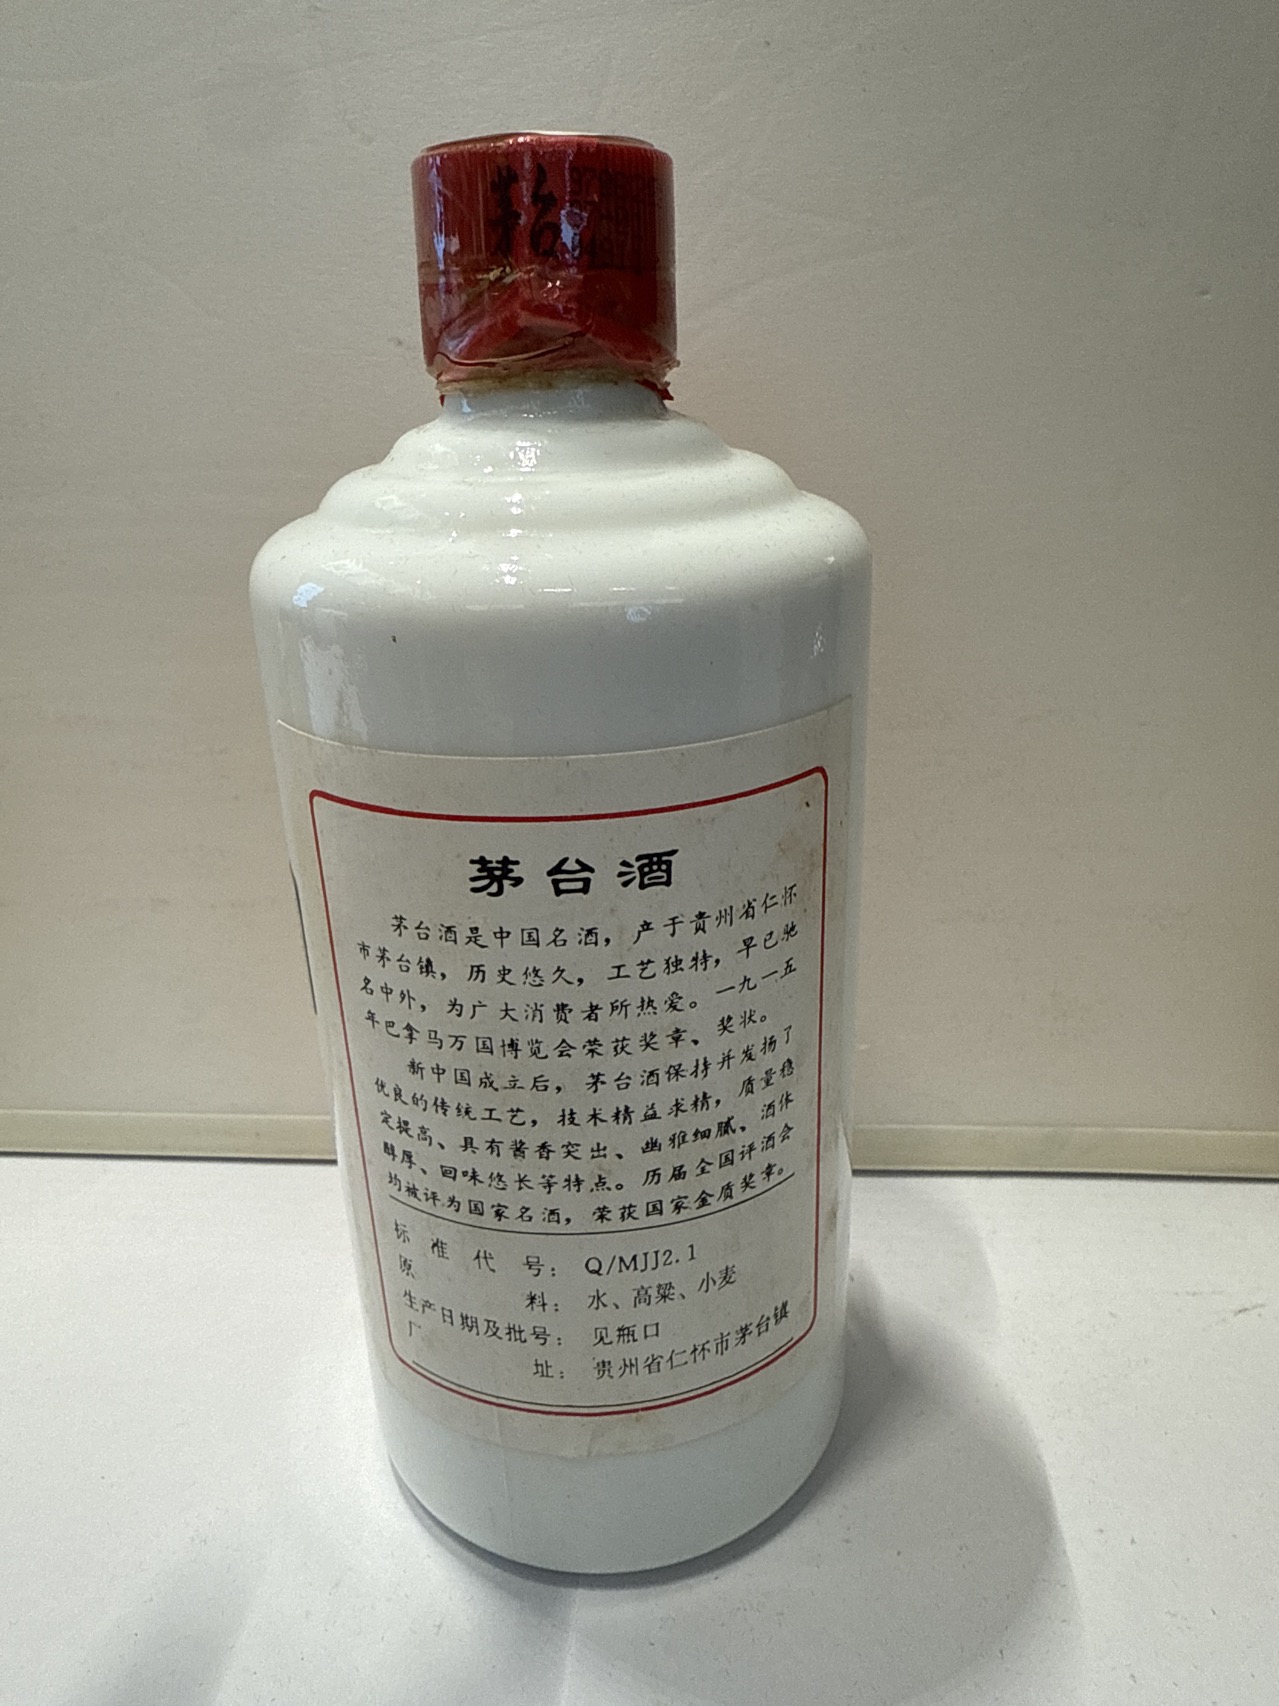 茅台
茅台酒
茅台酒是中国名酒，产于贵州省仁怀
市茅台镇，历史悠久，工艺独特，早已驰
名中外，为广大消费者所热爱。一九一五
年巴拿马万国博览会荣获奖章、奖状。
新中国成立后，茅台酒保持并发扬了
优良的传统工艺，技术精益求精，质量稳
定提高、具有酱香突出、幽雅细腻、酒体
醇厚、回味悠长等特点。历届全国评酒会
均被评为国家名酒，荣获国家金质奖章。
标准代号：Q/MJJ2.1
原料：水、高粱、小麦
生产日期及批号：见瓶口
厂址：贵州省仁怀市茅台镇